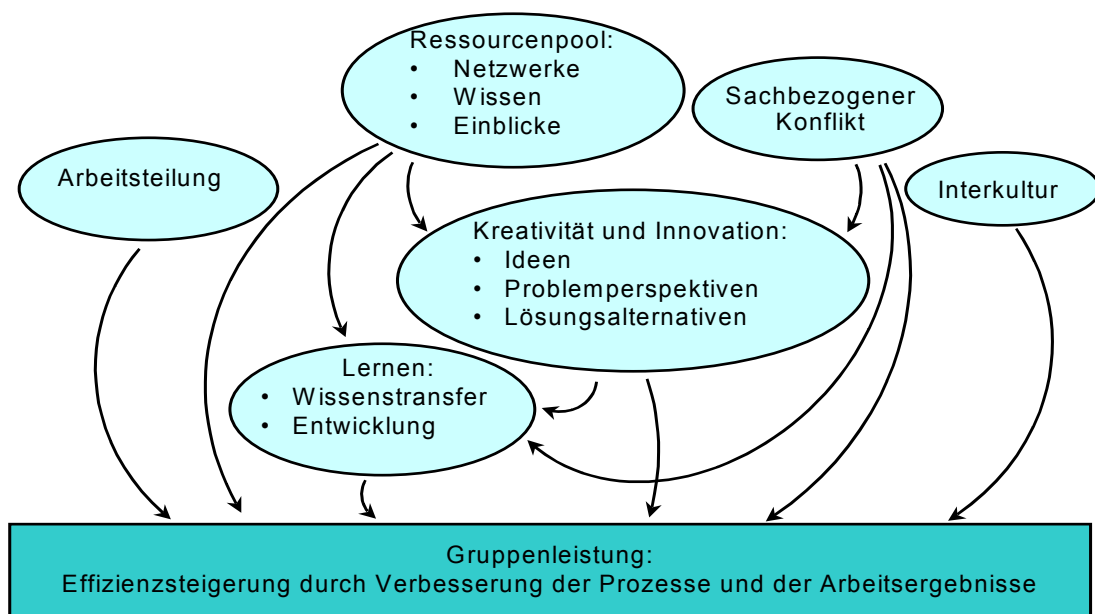 Ressourcenpool:
• Netzwerke
• Wissen
• Einblicke
Sachbezogener
Konflikt
Arbeitsteilung
Interkultur
Kreativität und Innovation:
• Ideen
• Problemperspektiven
• Lösungsalternativen
Lernen:
• Wissenstransfer
• Entwicklung
Gruppenleistung:
Effizienzsteigerung durch Verbesserung der Prozesse und der Arbeitsergebnisse